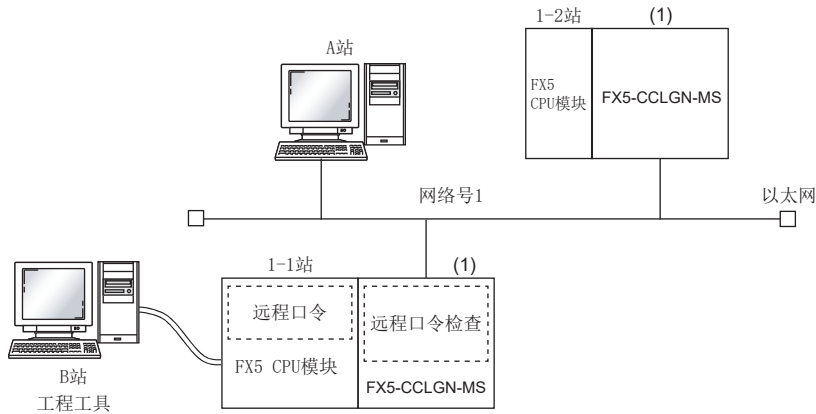 1-2站
(1)
A站
FX5
CPU模块
FX5-CCLGN-MS
网络号1
以太网
1-1站
(1)
远程口令
远程口令检查
FX5 CPU模块
FX5-CCLGN-MS
B站
工程工具